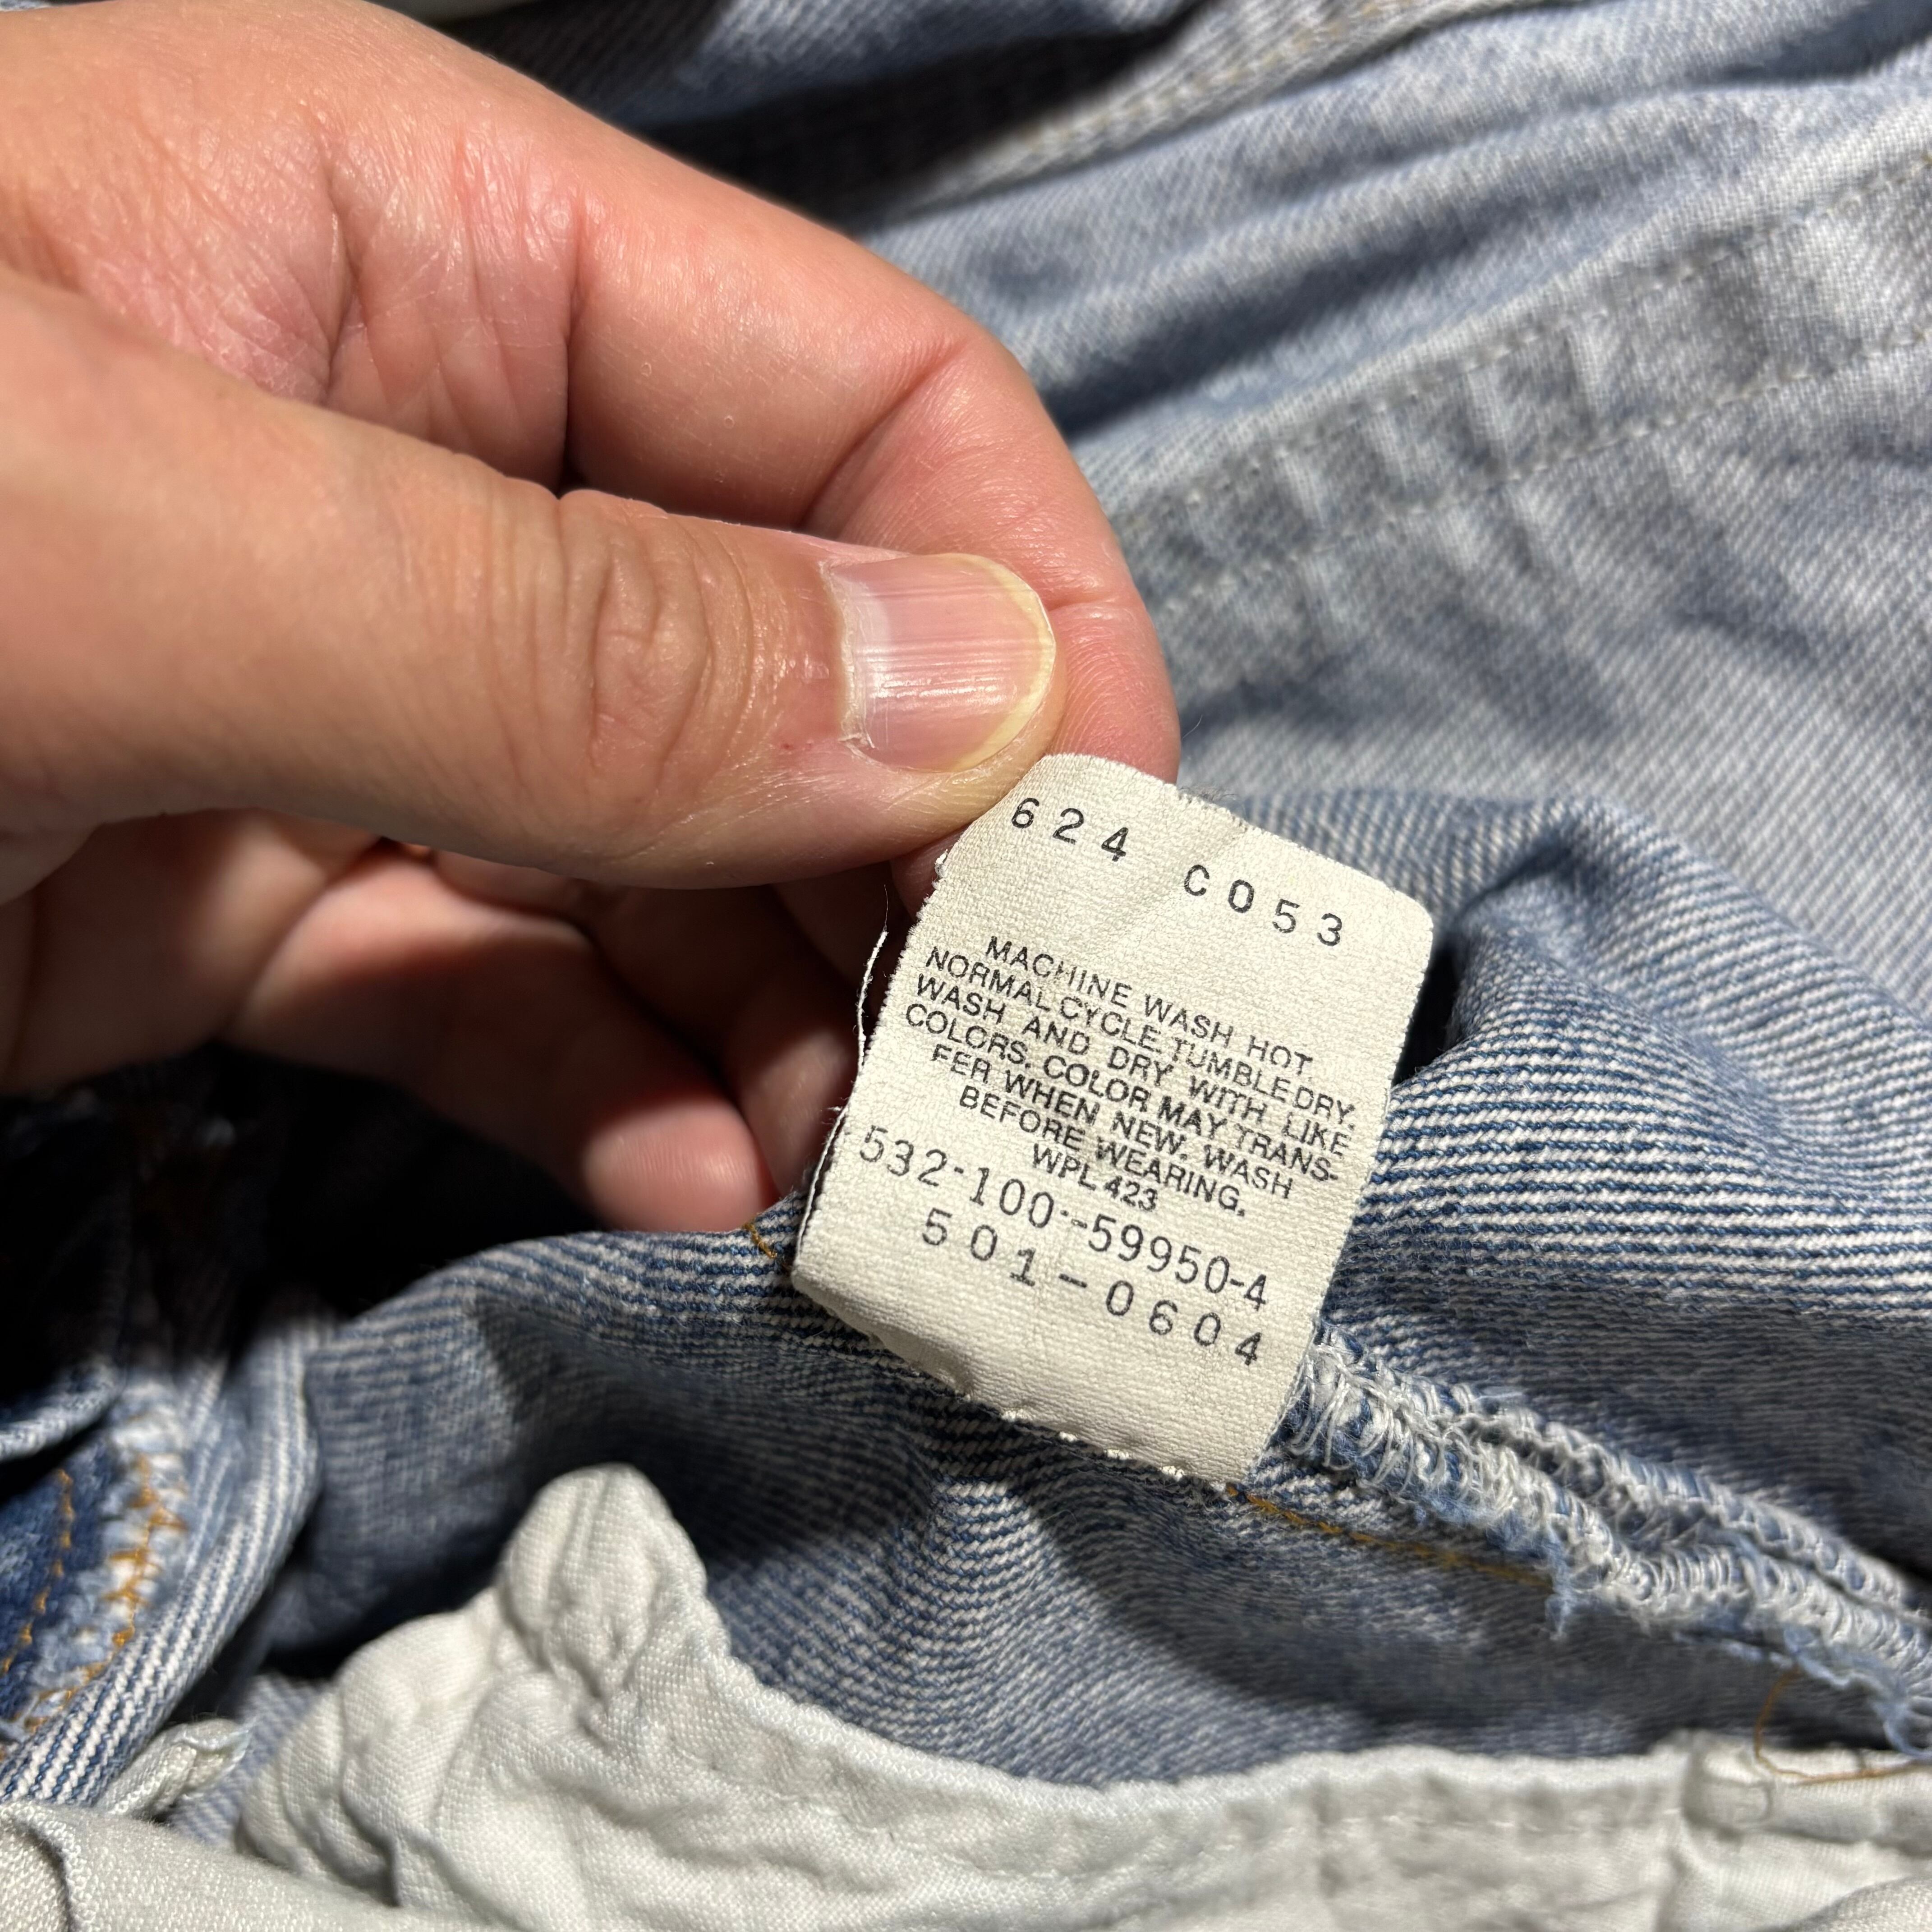 624 C053
MACHINE WASH HOT
NORMAL CYCLE. TUMBLE DRY.
WASH AND DRY WITH LIKE
COLORS. COLOR MAY TRANS-
FER WHEN NEW. WASH
BEFORE WEARING.
WPL 423
532-100--59950-4
501-0604